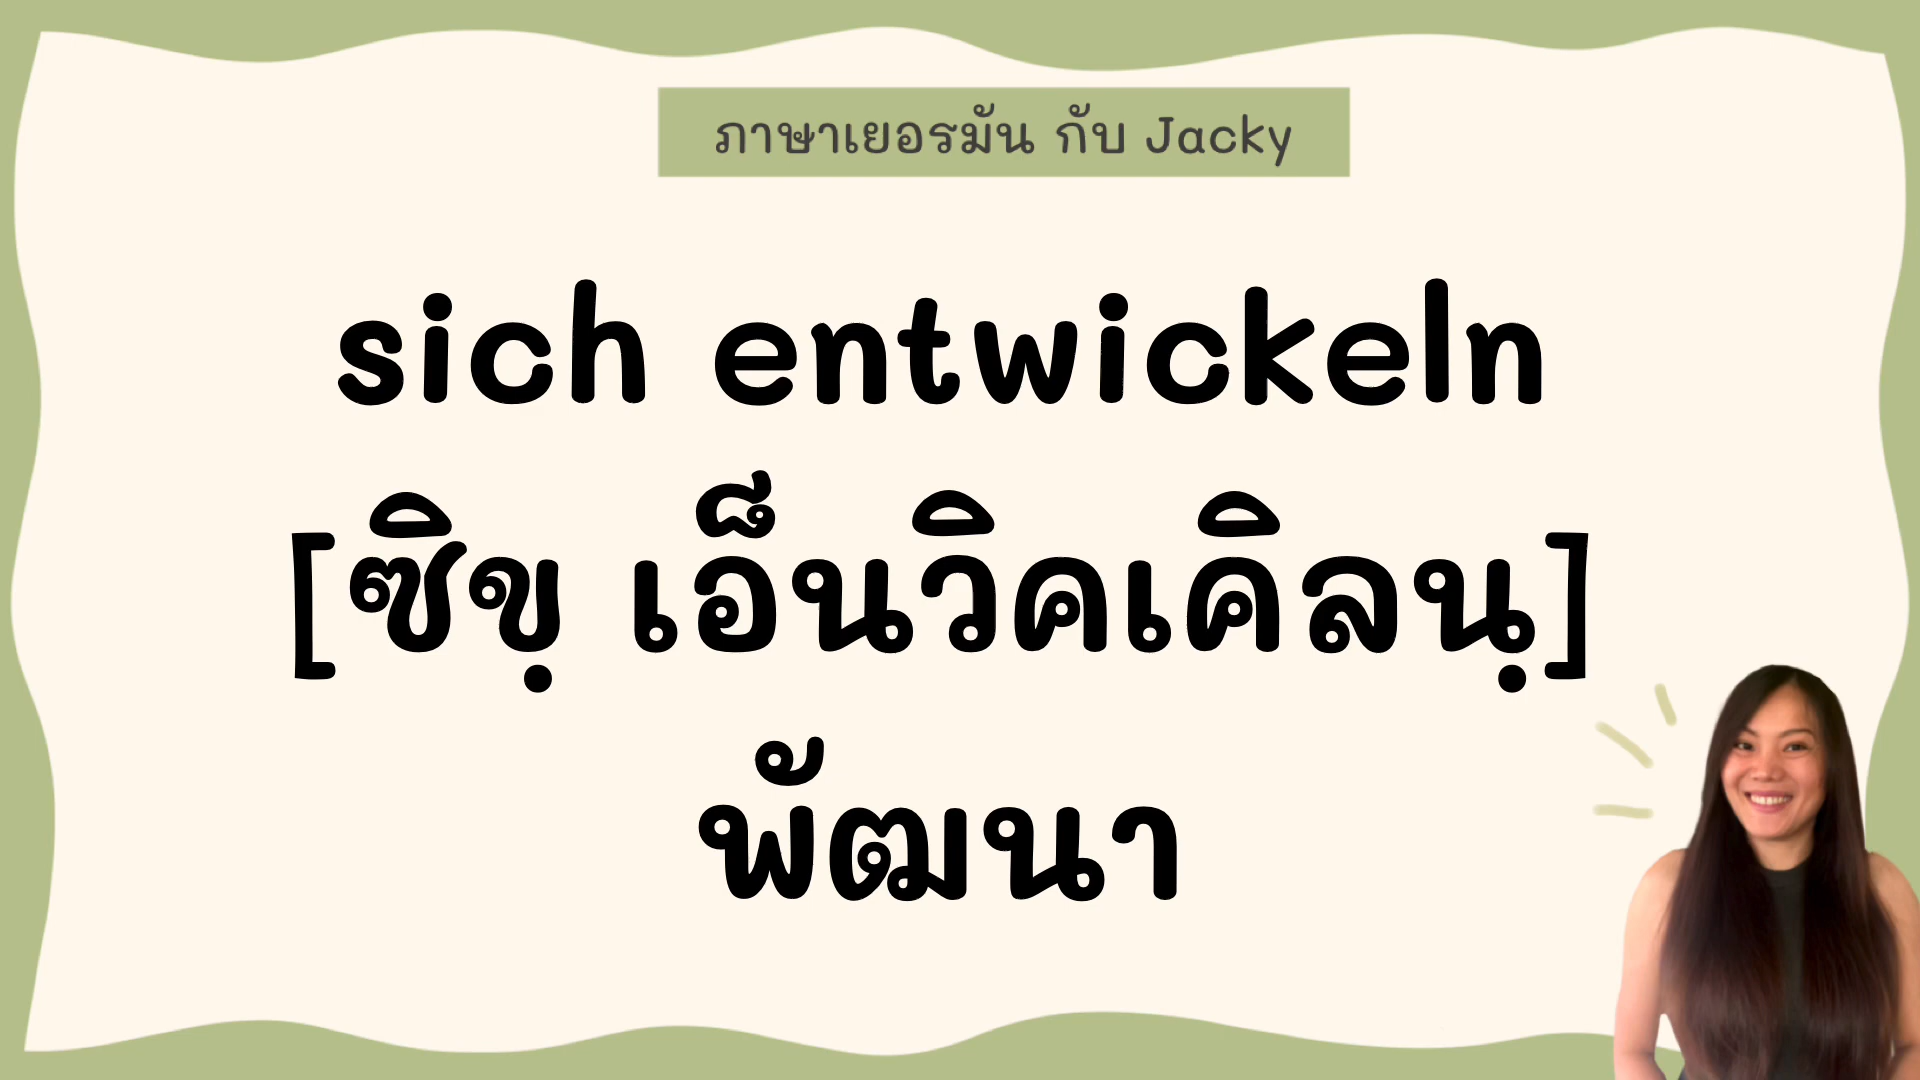 ภาษาเยอรมัน กับ Jacky
sich entwickeln
[ซิขฺ เอ็นวิคเคิลนฺ]
พัฒนา